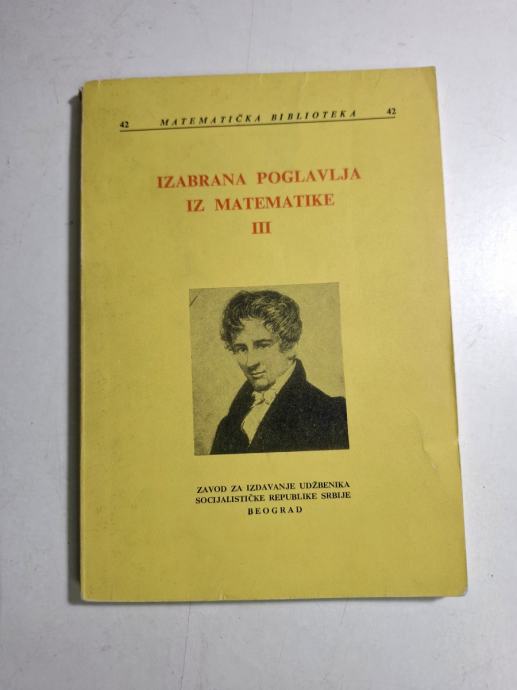 42 MATEMATIČKA BIBLIOTEKA 42
IZABRANA POGLAVLJA
IZ MATEMATIKE
III
ZAVOD ZA IZDAVANJE UDŽBENIKA
SOCIJALISTIČKE REPUBLIKE SRBIJE
BEOGRAD